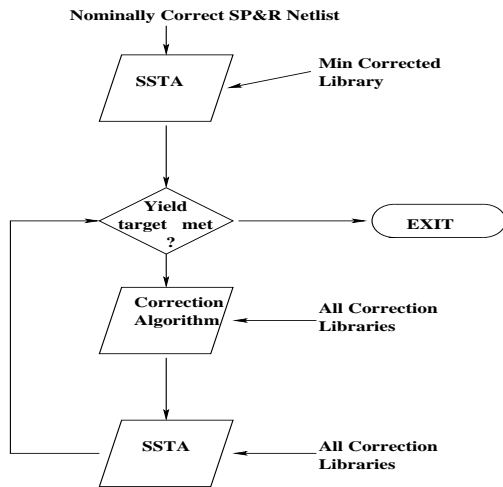 Nominally Correct SP&R Netlist
SSTA
Min Corrected
Library
Yield
target met
?
EXIT
Correction
Algorithm
All Correction
Libraries
SSTA
All Correction
Libraries